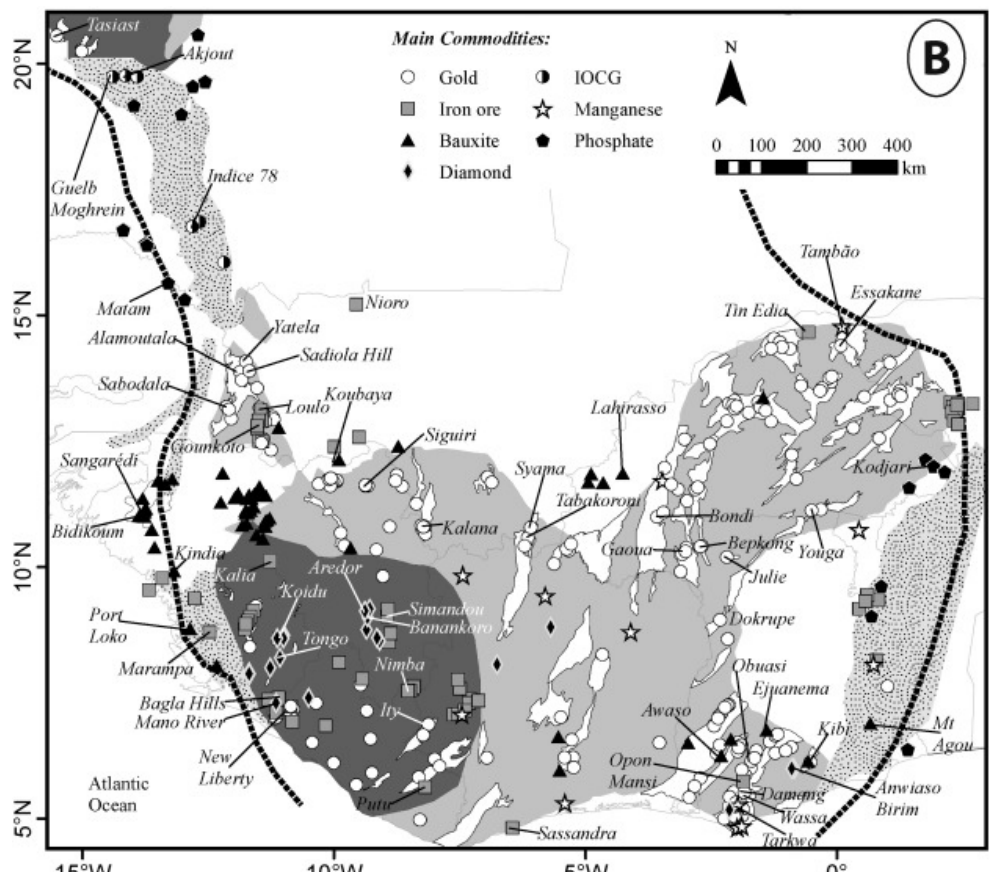 Tasiast
20°N
Akjout
Main Commodities:
Gold
IOCG
Iron ore
Manganese
Bauxite
Phosphate
Diamond
N
B
0 100 200 300 400
km
Guelb
Moghrein
Indice 78
Matam
Nioro
15°N
Tambão
Essakane
Tin Edia
Alamoutala
Yatela
Sadiola Hill
Sabodala
Loulo
Koubaya
Gounkoto
Siguiri
Lahirasso
Sangarédi
Bidikoum
Syama
Tabakoroni
Kodjari
Kalana
Bondi
Gaoua
Bepkong
Youga
Julie
10°N
Kindia
Kalia
Aredor
Koidu
Simandou
Banankoro
Port
Loko
Tongo
Dokrupe
Marampa
Nimba
Obuasi
Ejuanema
Bagla Hills
Mano River
Ity
Awaso
Kibi
Mt
Agou
New
Liberty
Opon
Mansi
Anwiaso
Birim
Atlantic
Ocean
Putu
Damang
Wassa
Tarkwa
Sassandra
5°N
15°W
10°W
5°W
0°